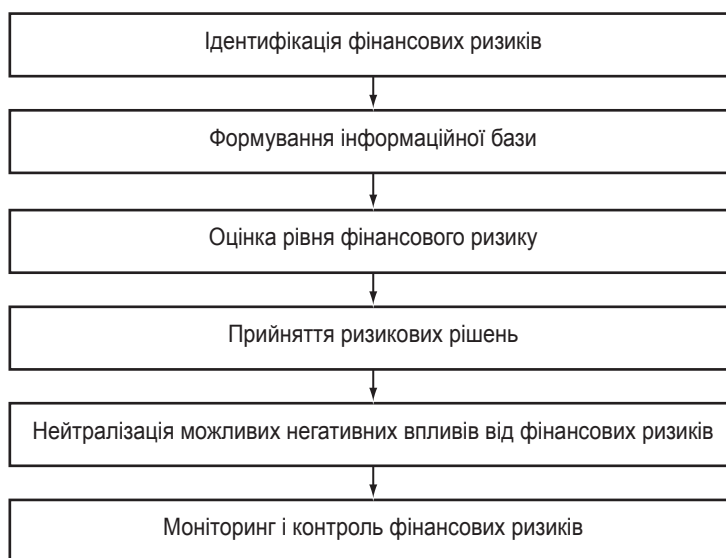 Ідентифікація фінансових ризиків
Формування інформаційної бази
Оцінка рівня фінансового ризику
Прийняття ризикових рішень
Нейтралізація можливих негативних впливів від фінансових ризиків
Моніторинг і контроль фінансових ризиків